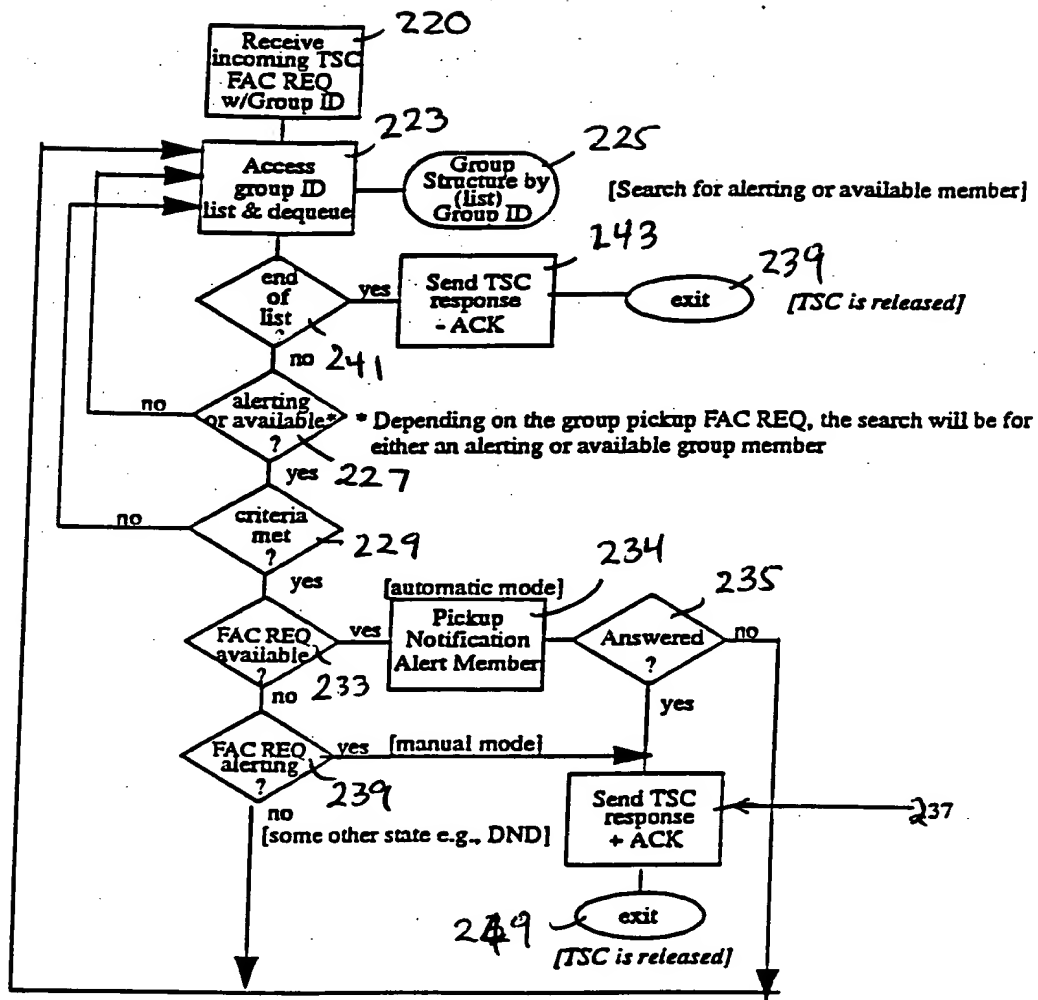 220
Receive
incoming TSC
FAC REQ
w/Group ID
223
Access
group ID
list & dequeue
225
Group
Structure by
(list)
Group ID
[Search for alerting or available member]
243
end
of
list
?
yes
Send TSC
response
- ACK
239
exit
[TSC is released]
no
241
no
alerting
or available*
?
* Depending on the group pickup FAC REQ, the search will be for
either an alerting or available group member
yes
227
no
criteria
met
?
229
yes
234
235
[automatic mode]
FAC REQ
available
?
yes
Pickup
Notification
Alert Member
Answered
?
no
233
no
yes
FAC REQ
alerting
?
yes
[manual mode]
239
no
[some other state e.g., DND]
Send TSC
response
+ ACK
237
exit
[TSC is released]